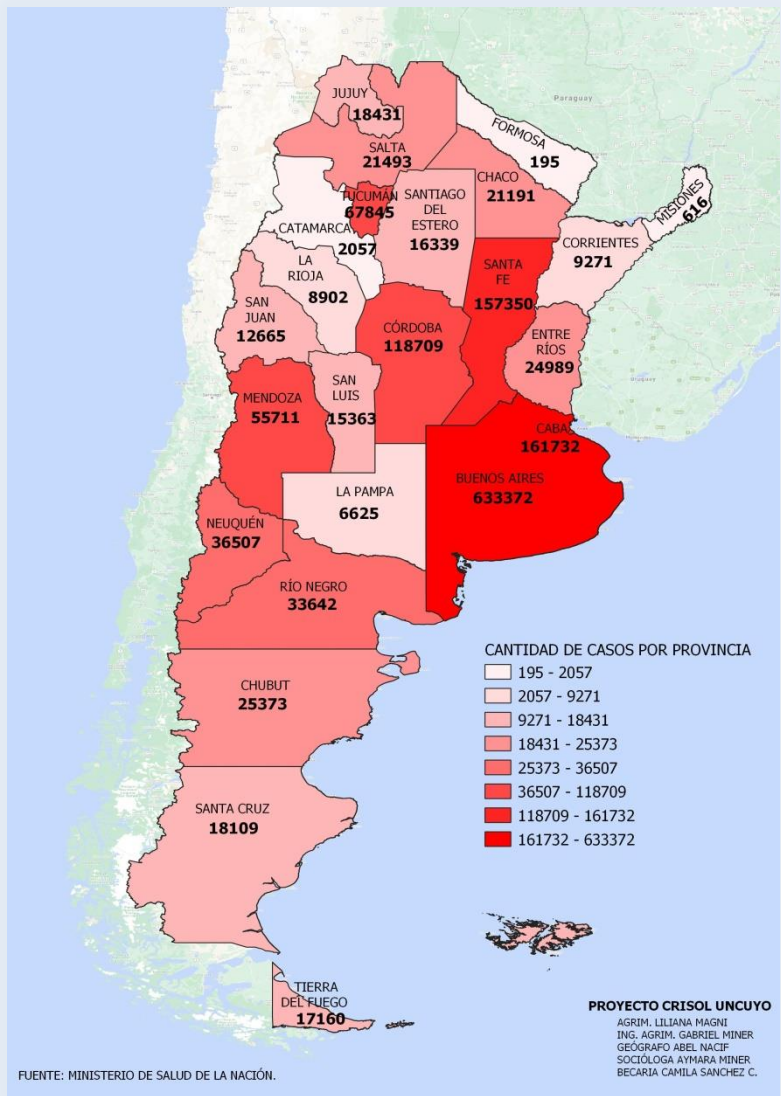 JUJUY
18431
SALTA
21493
FORMOSA
195
Paraguay
CHACO
21191
MISIONES
616
TUCUMÁN
67845
SANTIAGO
DEL
ESTERO
16339
CATAMARCA
2057
CORRIENTES
9271
LA
RIOJA
8902
SANTA
FE
157350
SAN
JUAN
12665
CÓRDOBA
118709
ENTRE
RÍOS
24989
Uruguay
MENDOZA
55711
SAN
LUIS
15363
CABA
161732
BUENOS AIRES
633372
LA PAMPA
6625
NEUQUÉN
36507
RÍO NEGRO
33642
CHUBUT
25373
SANTA CRUZ
18109
TIERRA
DEL FUEGO
17160
CANTIDAD DE CASOS POR PROVINCIA
195 - 2057
2057 - 9271
9271 - 18431
18431 - 25373
25373 - 36507
36507 - 118709
118709 - 161732
161732 - 633372
PROYECTO CRISOL UNCUYO
AGRIM. LILIANA MAGNI
ING. AGRIM. GABRIEL MINER
GEÓGRAFO ABEL NACIF
SOCIÓLOGA AYMARA MINER
BECARIA CAMILA SANCHEZ C.
FUENTE: MINISTERIO DE SALUD DE LA NACIÓN.